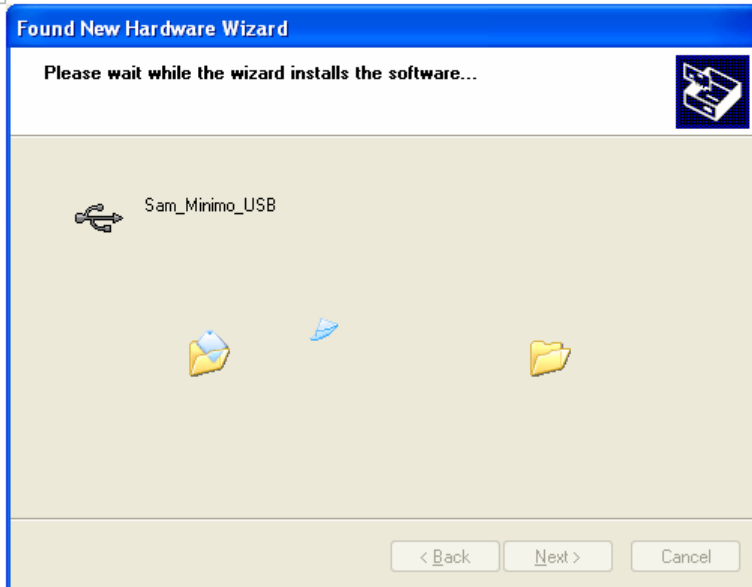 Found New Hardware Wizard
Please wait while the wizard installs the software...
Sam_Minimo_USB
< Back
Next >
Cancel